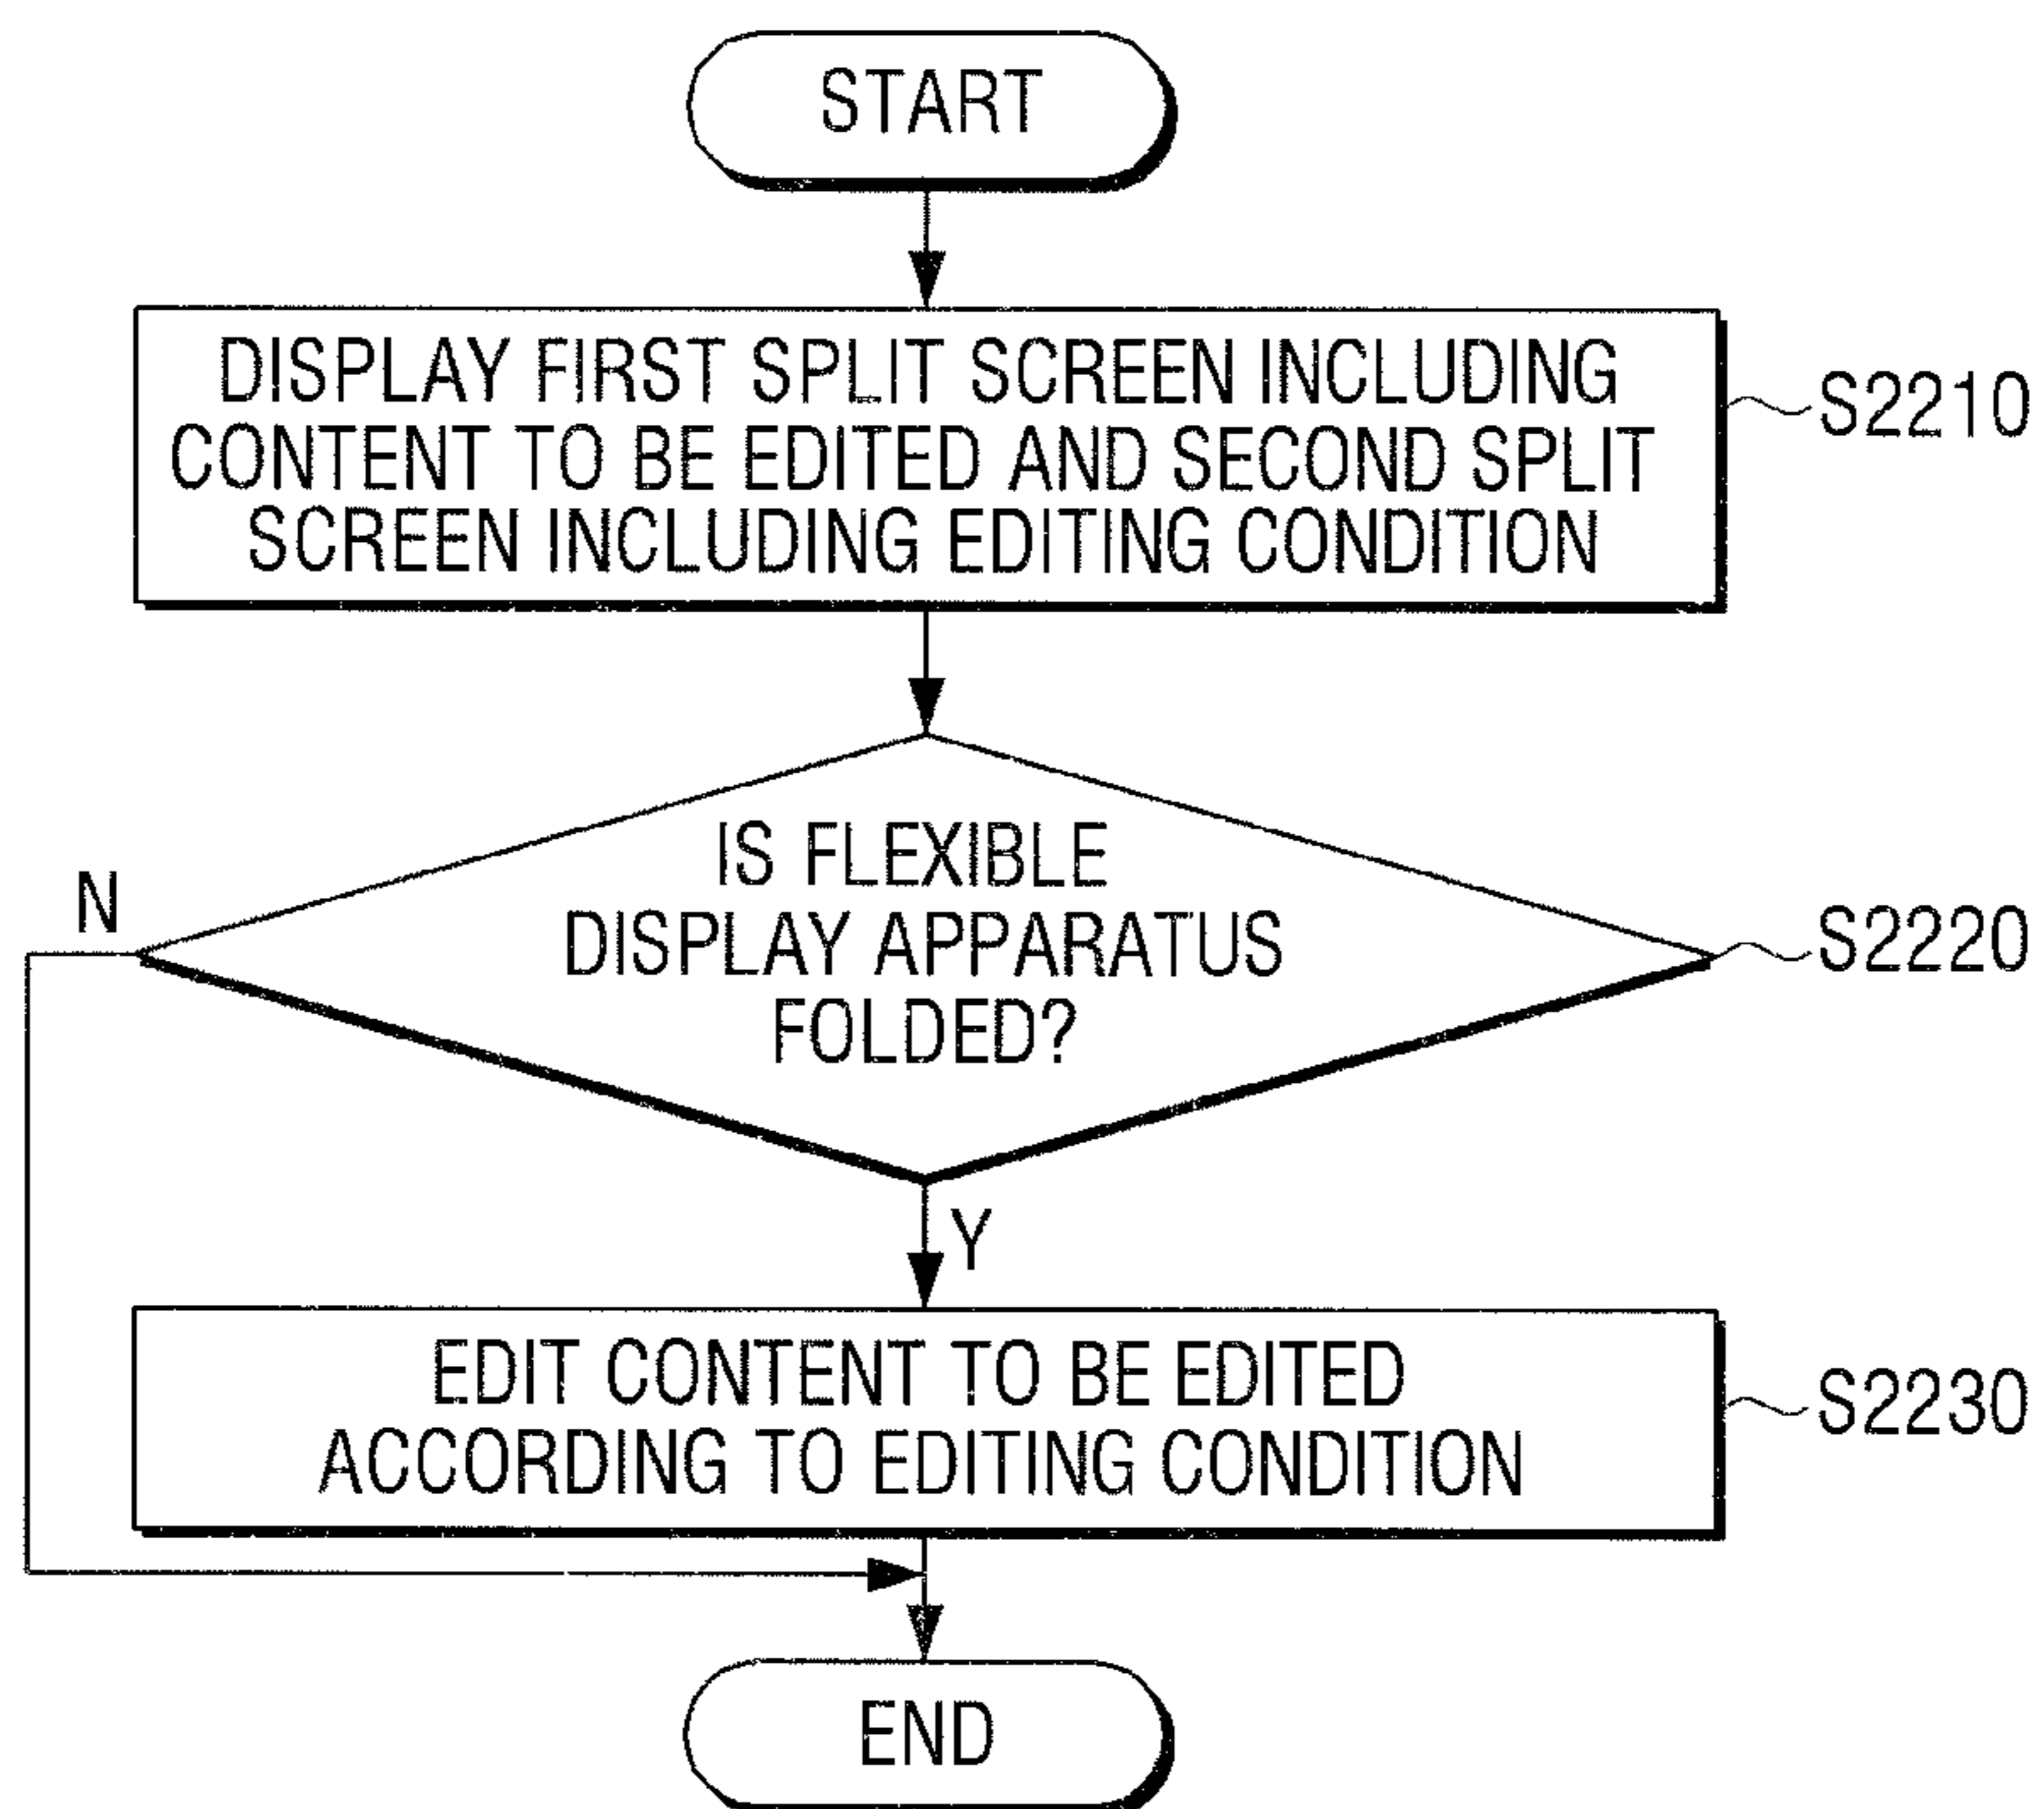 START
DISPLAY FIRST SPLIT SCREEN INCLUDING
CONTENT TO BE EDITED AND SECOND SPLIT
SCREEN INCLUDING EDITING CONDITION
S2210
IS FLEXIBLE
DISPLAY APPARATUS
FOLDED?
N
S2220
Y
EDIT CONTENT TO BE EDITED
ACCORDING TO EDITING CONDITION
S2230
END